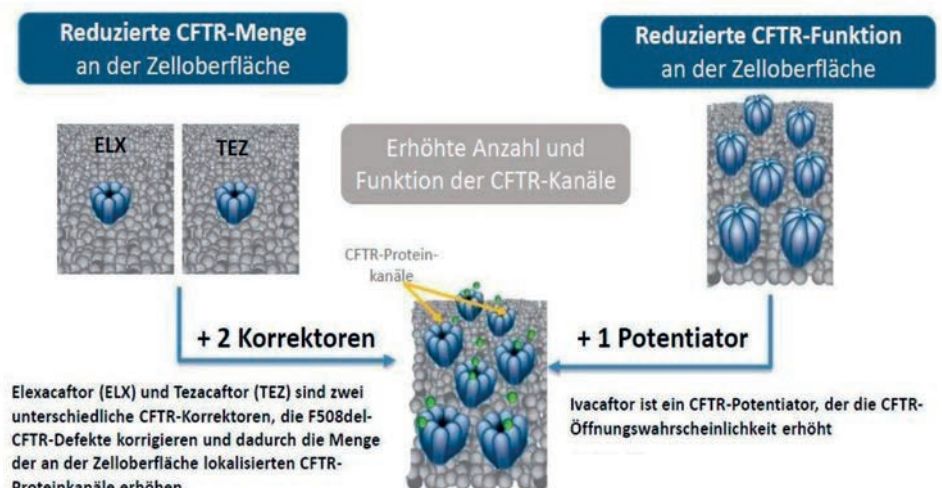 Reduzierte CFTR-Menge
an der Zelloberfläche
Reduzierte CFTR-Funktion
an der Zelloberfläche
ELX
TEZ
Erhöhte Anzahl und
Funktion der CFTR-Kanäle
CFTR-Protein-
kanäle
+ 2 Korrektoren
+ 1 Potentiator
Elexacaftor (ELX) und Tezacaftor (TEZ) sind zwei
unterschiedliche CFTR-Korrektoren, die F508del-
CFTR-Defekte korrigieren und dadurch die Menge
der an der Zelloberfläche lokalisierten CFTR-
Proteinkanäle erhöhen
Ivacaftor ist ein CFTR-Potentiator, der die CFTR-
Öffnungswahrscheinlichkeit erhöht